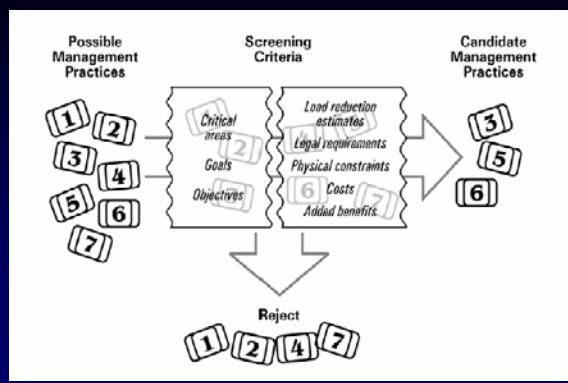 Possible
Management
Practices
Screening
Criteria
Candidate
Management
Practices
1
2
3
4
5
6
7
Critical
areas
Goals
Objectives
Load reduction
estimates
Legal requirements
Physical constraints
Costs
Added benefits
3
5
6
Reject
1 2 4 7